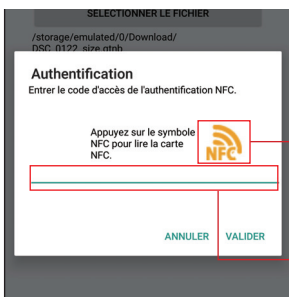 SELECTIONNER LE FICHIER
/storage/emulated/0/Download/
DSC_0122_size.gtnb
Authentification
Entrer le code d'accès de l'authentification NFC.
Appuyez sur le symbole
NFC pour lire la carte
NFC.
NFC
ANNULER VALIDER